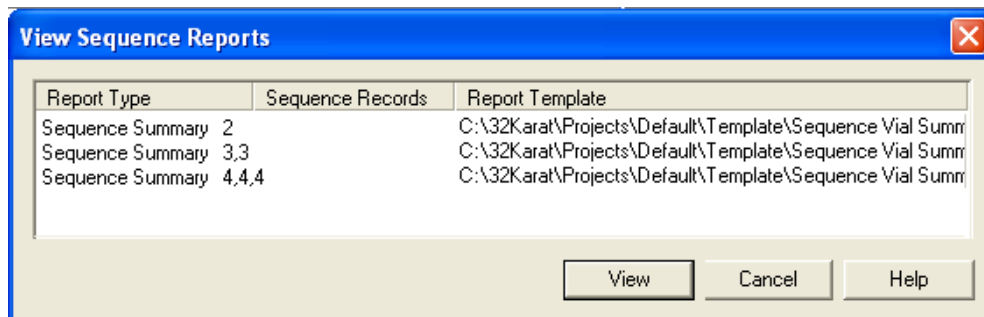 View Sequence Reports
Report Type Sequence Records Report Template
Sequence Summary 2 C:\32Karat\Projects\Default\Template\Sequence Vial Summ
Sequence Summary 3,3 C:\32Karat\Projects\Default\Template\Sequence Vial Summ
Sequence Summary 4,4,4 C:\32Karat\Projects\Default\Template\Sequence Vial Summ
View Cancel Help